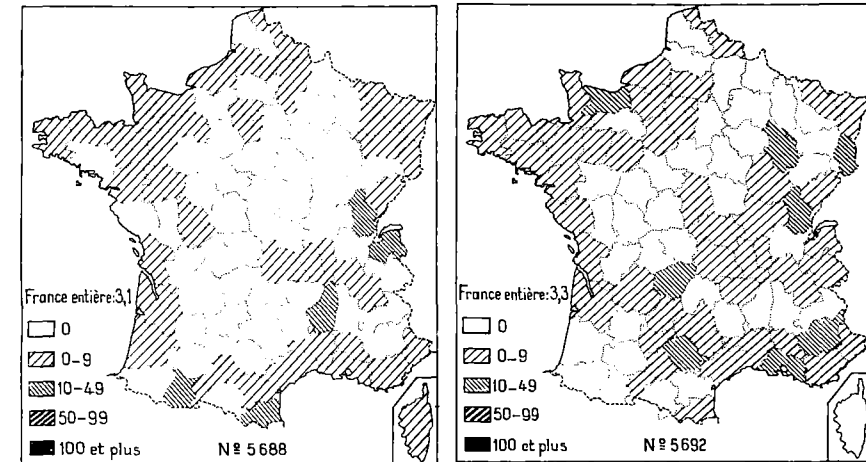 France entière:3,1
0
0-9
10-49
50-99
100 et plus
Nº 5688
France entière:3,3
0
0-9
10-49
50-99
100 et plus
Nº 5692